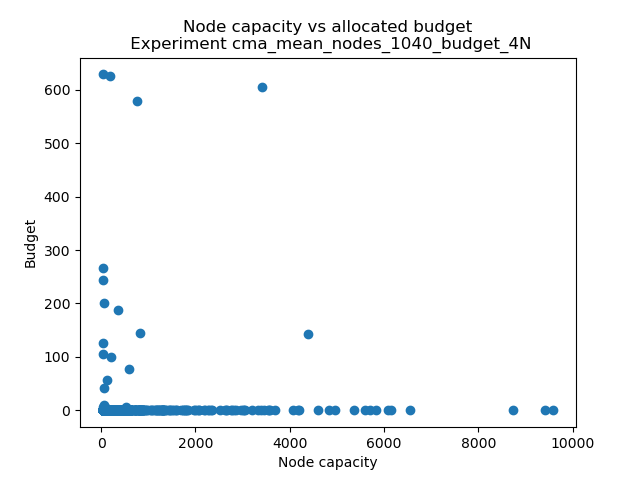 Node capacity vs allocated budget
Experiment cma_mean_nodes_1040_budget_4N
600
500
400
300
200
100
0
Budget
0 2000 4000 6000 8000 10000
Node capacity